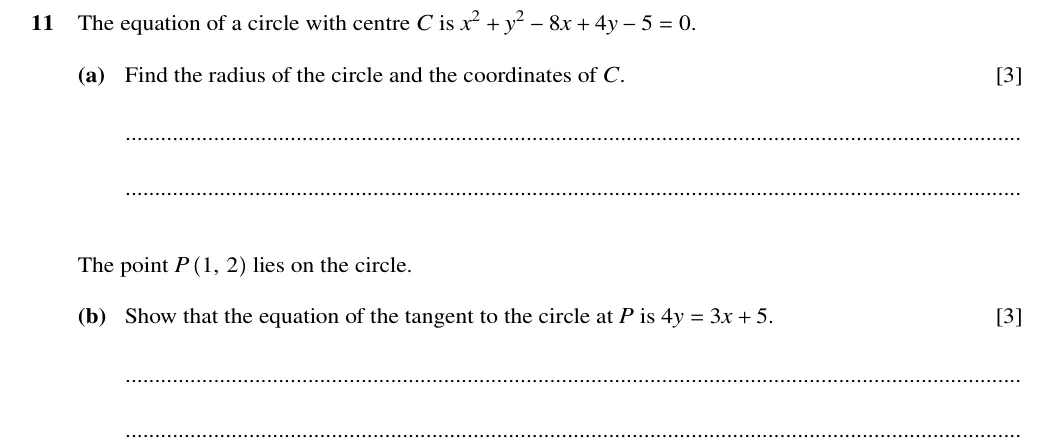 11 The equation of a circle with centre C is x² + y² – 8x + 4y – 5 = 0.
(a) Find the radius of the circle and the coordinates of C. [3]
The point P (1, 2) lies on the circle.
(b) Show that the equation of the tangent to the circle at P is 4y = 3x + 5. [3]